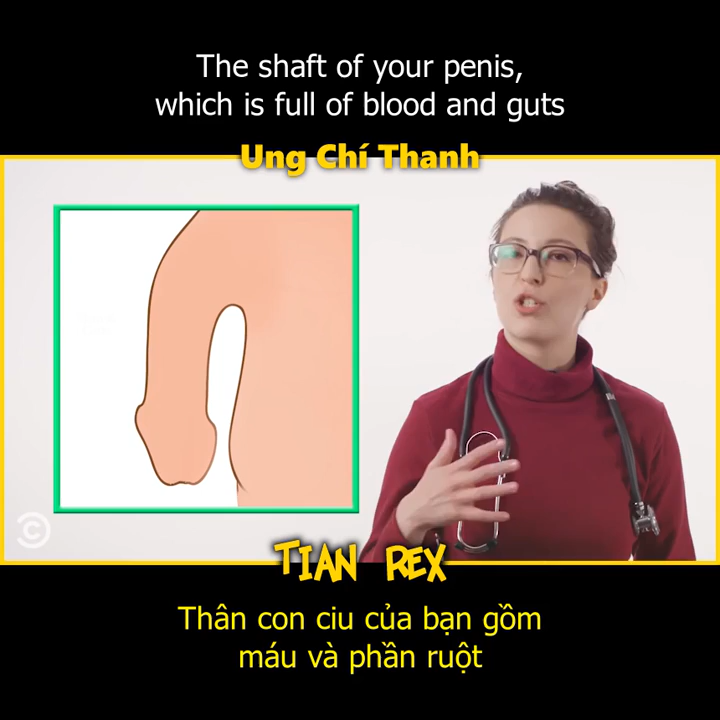 The shaft of your penis,
which is full of blood and guts
Ung Chí Thanh
TIAN REX
Thân con ciu của bạn gồm
máu và phần ruột